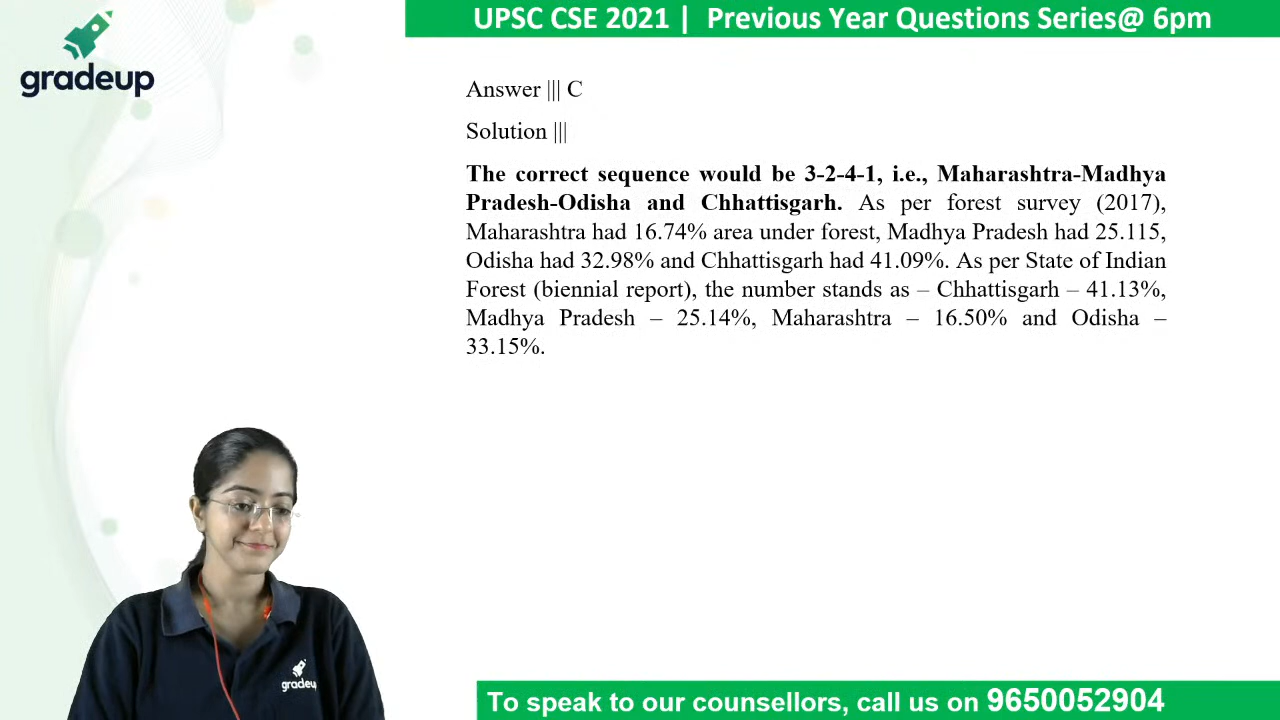 UPSC CSE 2021 | Previous Year Questions Series@ 6pm
gradeup
Answer ||| C
Solution |||
The correct sequence would be 3-2-4-1, i.e., Maharashtra-Madhya
Pradesh-Odisha and Chhattisgarh. As per forest survey (2017),
Maharashtra had 16.74% area under forest, Madhya Pradesh had 25.115,
Odisha had 32.98% and Chhattisgarh had 41.09%. As per State of Indian
Forest (biennial report), the number stands as – Chhattisgarh – 41.13%,
Madhya Pradesh – 25.14%, Maharashtra – 16.50% and Odisha –
33.15%.
gradeup
To speak to our counsellors, call us on 9650052904